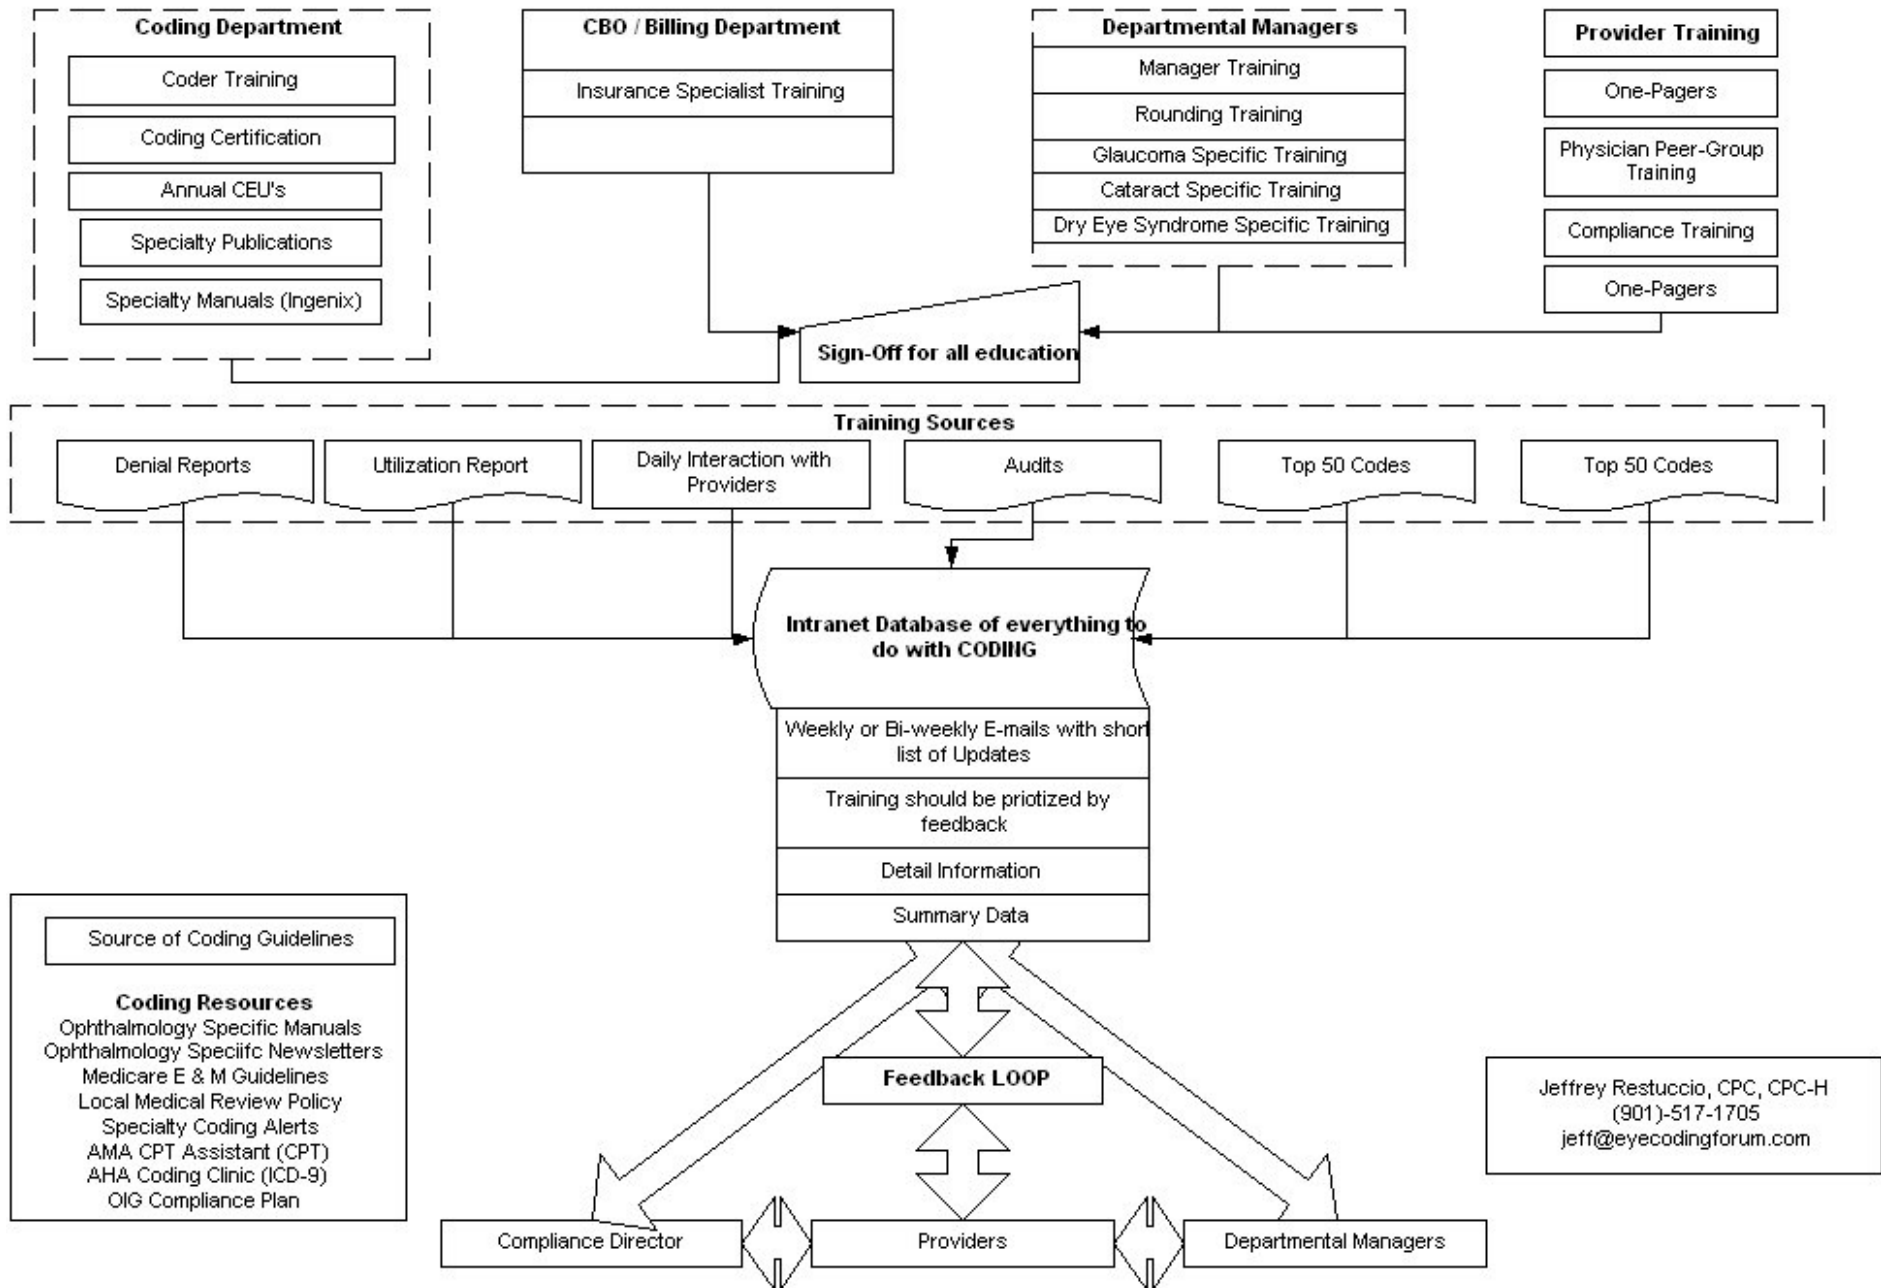 Coding Department
Coder Training
Coding Certification
Annual CEU's
Specialty Publications
Specialty Manuals (Ingenix)
CBO / Billing Department
Insurance Specialist Training
Departmental Managers
Manager Training
Rounding Training
Glaucoma Specific Training
Cataract Specific Training
Dry Eye Syndrome Specific Training
Provider Training
One-Pagers
Physician Peer-Group
Training
Compliance Training
One-Pagers
Sign-Off for all education
Training Sources
Denial Reports
Utilization Report
Daily Interaction with
Providers
Audits
Top 50 Codes
Top 50 Codes
Intranet Database of everything to
do with CODING
Weekly or Bi-weekly E-mails with short
list of Updates
Training should be priotized by
feedback
Detail Information
Summary Data
Source of Coding Guidelines
Coding Resources
Ophthalmology Specific Manuals
Ophthalmology Speciifc Newsletters
Medicare E & M Guidelines
Local Medical Review Policy
Specialty Coding Alerts
AMA CPT Assistant (CPT)
AHA Coding Clinic (ICD-9)
OIG Compliance Plan
Feedback LOOP
Jeffrey Restuccio, CPC, CPC-H
(901)-517-1705
jeff@eyecodingforum.com
Compliance Director
Providers
Departmental Managers